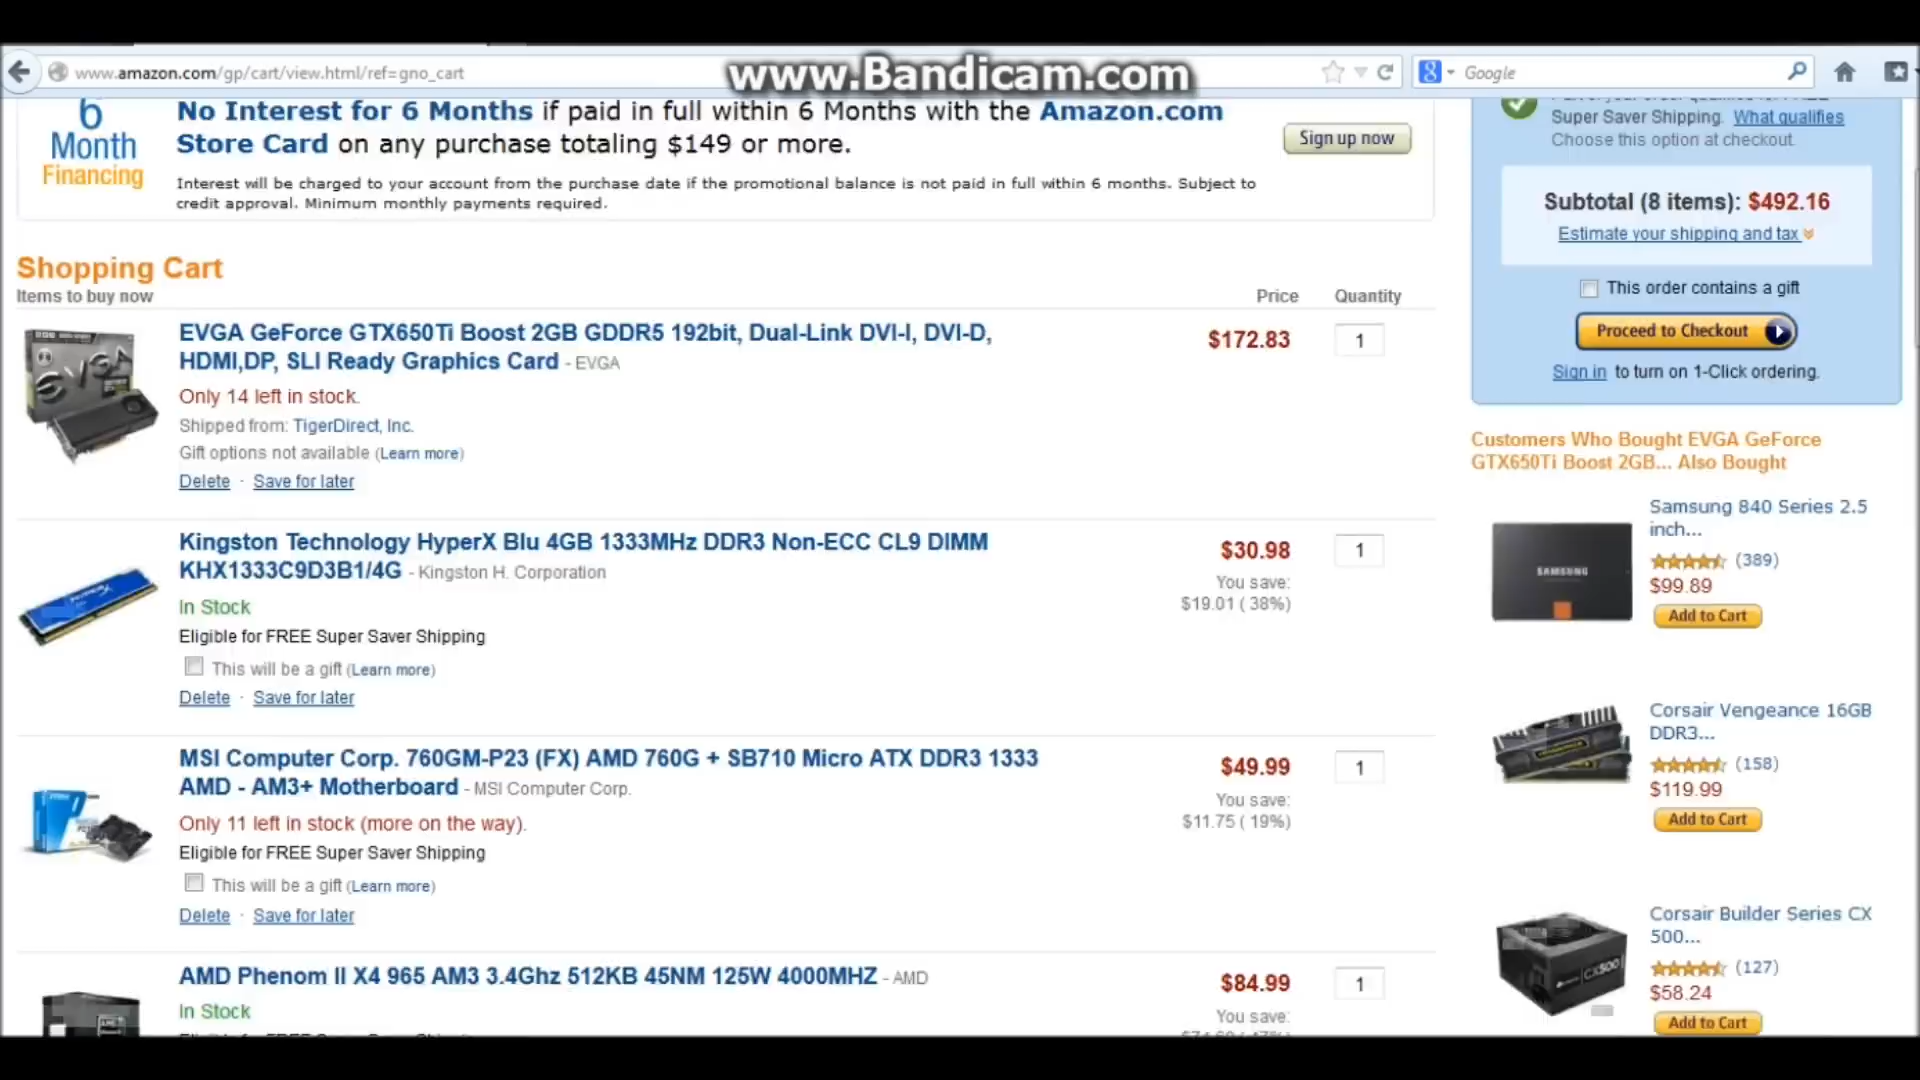 www.amazon.com/gp/cart/view.html/ref=gno_cart
www.Bandicam.com
Google
6
Month
Financing
No Interest for 6 Months if paid in full within 6 Months with the Amazon.com
Store Card on any purchase totaling $149 or more.
Interest will be charged to your account from the purchase date if the promotional balance is not paid in full within 6 months. Subject to
credit approval. Minimum monthly payments required.
Sign up now
Super Saver Shipping. What qualifies
Choose this option at checkout.
Subtotal (8 items): $492.16
Estimate your shipping and tax
This order contains a gift
Proceed to Checkout
Sign in to turn on 1-Click ordering.
Shopping Cart
Items to buy now
Price
Quantity
EVGA GeForce GTX650Ti Boost 2GB GDDR5 192bit, Dual-Link DVI-I, DVI-D,
HDMI,DP, SLI Ready Graphics Card - EVGA
$172.83
1
Only 14 left in stock.
Shipped from: TigerDirect, Inc.
Gift options not available (Learn more)
Delete · Save for later
Kingston Technology HyperX Blu 4GB 1333MHz DDR3 Non-ECC CL9 DIMM
KHX1333C9D3B1/4G - Kingston H. Corporation
$30.98
1
You save:
$19.01 ( 38%)
In Stock
Eligible for FREE Super Saver Shipping
This will be a gift (Learn more)
Delete · Save for later
MSI Computer Corp. 760GM-P23 (FX) AMD 760G + SB710 Micro ATX DDR3 1333
AMD - AM3+ Motherboard - MSI Computer Corp.
$49.99
1
You save:
$11.75 ( 19%)
Only 11 left in stock (more on the way).
Eligible for FREE Super Saver Shipping
This will be a gift (Learn more)
Delete · Save for later
AMD Phenom II X4 965 AM3 3.4Ghz 512KB 45NM 125W 4000MHZ - AMD
$84.99
1
You save:
In Stock
Customers Who Bought EVGA GeForce
GTX650Ti Boost 2GB... Also Bought
SAMSUNG
Samsung 840 Series 2.5
inch...
(389)
$99.89
Add to Cart
Corsair Vengeance 16GB
DDR3...
(158)
$119.99
Add to Cart
CX500
Corsair Builder Series CX
500...
(127)
$58.24
Add to Cart